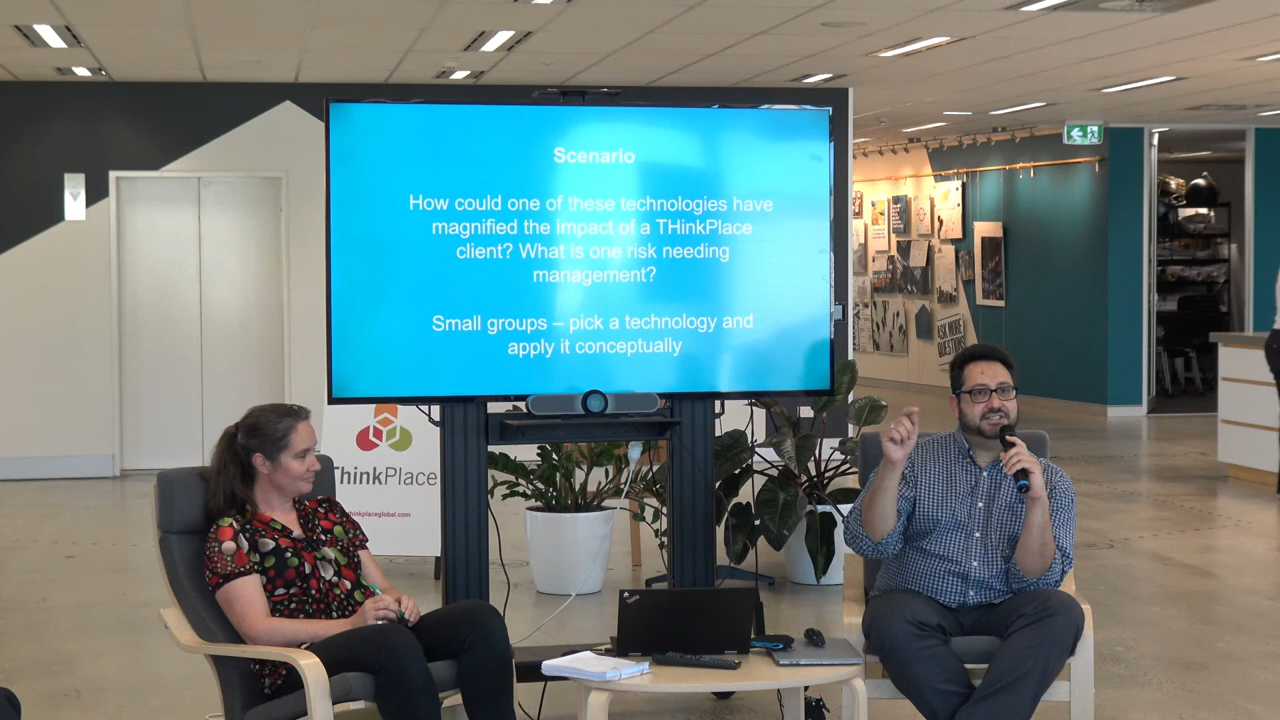 Scenario
How could one of these technologies have
magnified the impact of a THinkPlace
client? What is one risk needing
management?
Small groups – pick a technology and
apply it conceptually
ThinkPlace
thinkplaceglobal.com
ASK MORE
QUESTIONS